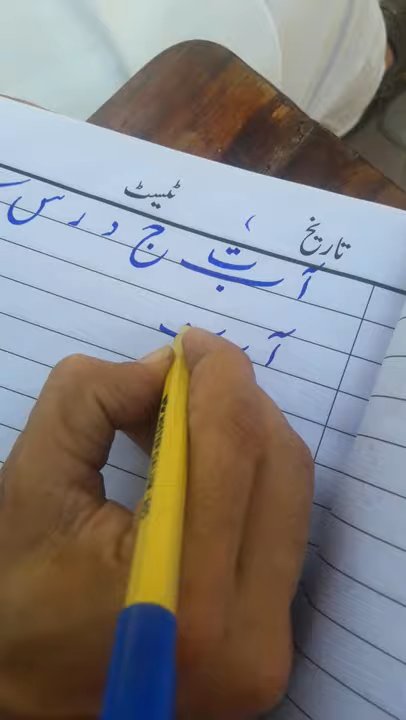 تاریخ ٹیسٹ
آ ب ت ج د ر س
آ ب